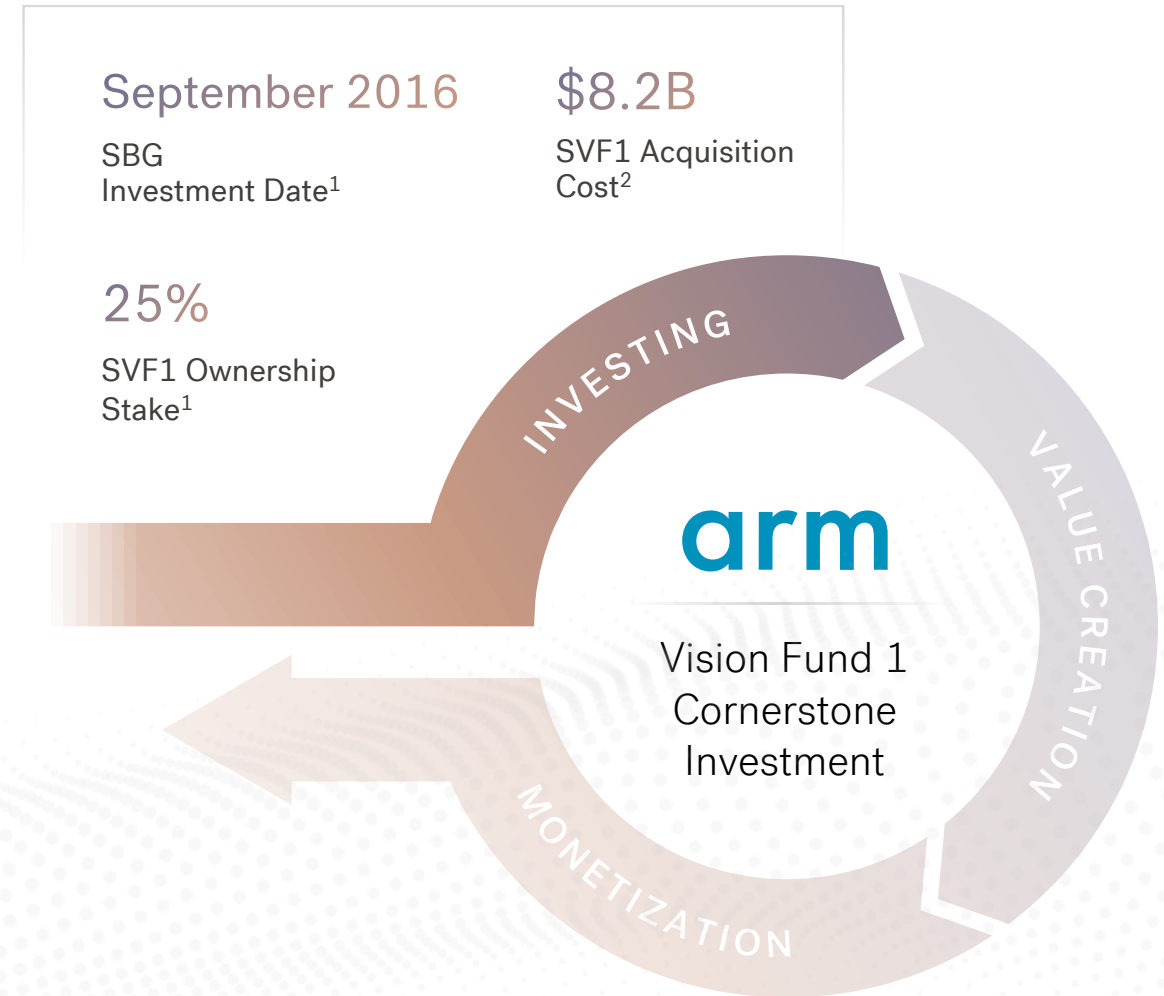 September 2016
SBG
Investment Date1
$8.2B
SVF1 Acquisition
Cost2
25%
SVF1 Ownership
Stake1
INVESTING
VALUE CREATION
MONETIZATION
arm
Vision Fund 1
Cornerstone
Investment